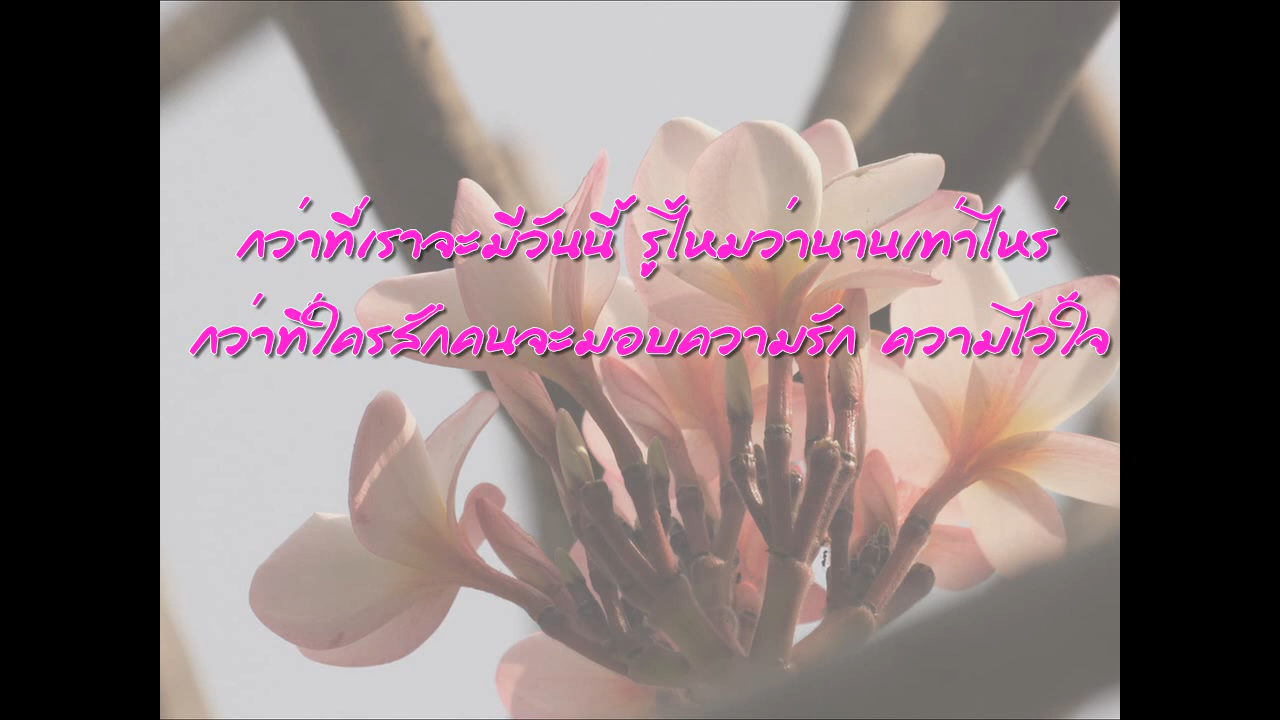 กว่าที่เราจะมีวันนี้ รู้ไหมว่านานเท่าไหร่
กว่าที่ใครสักคนจะมอบความรัก ความไว้ใจ